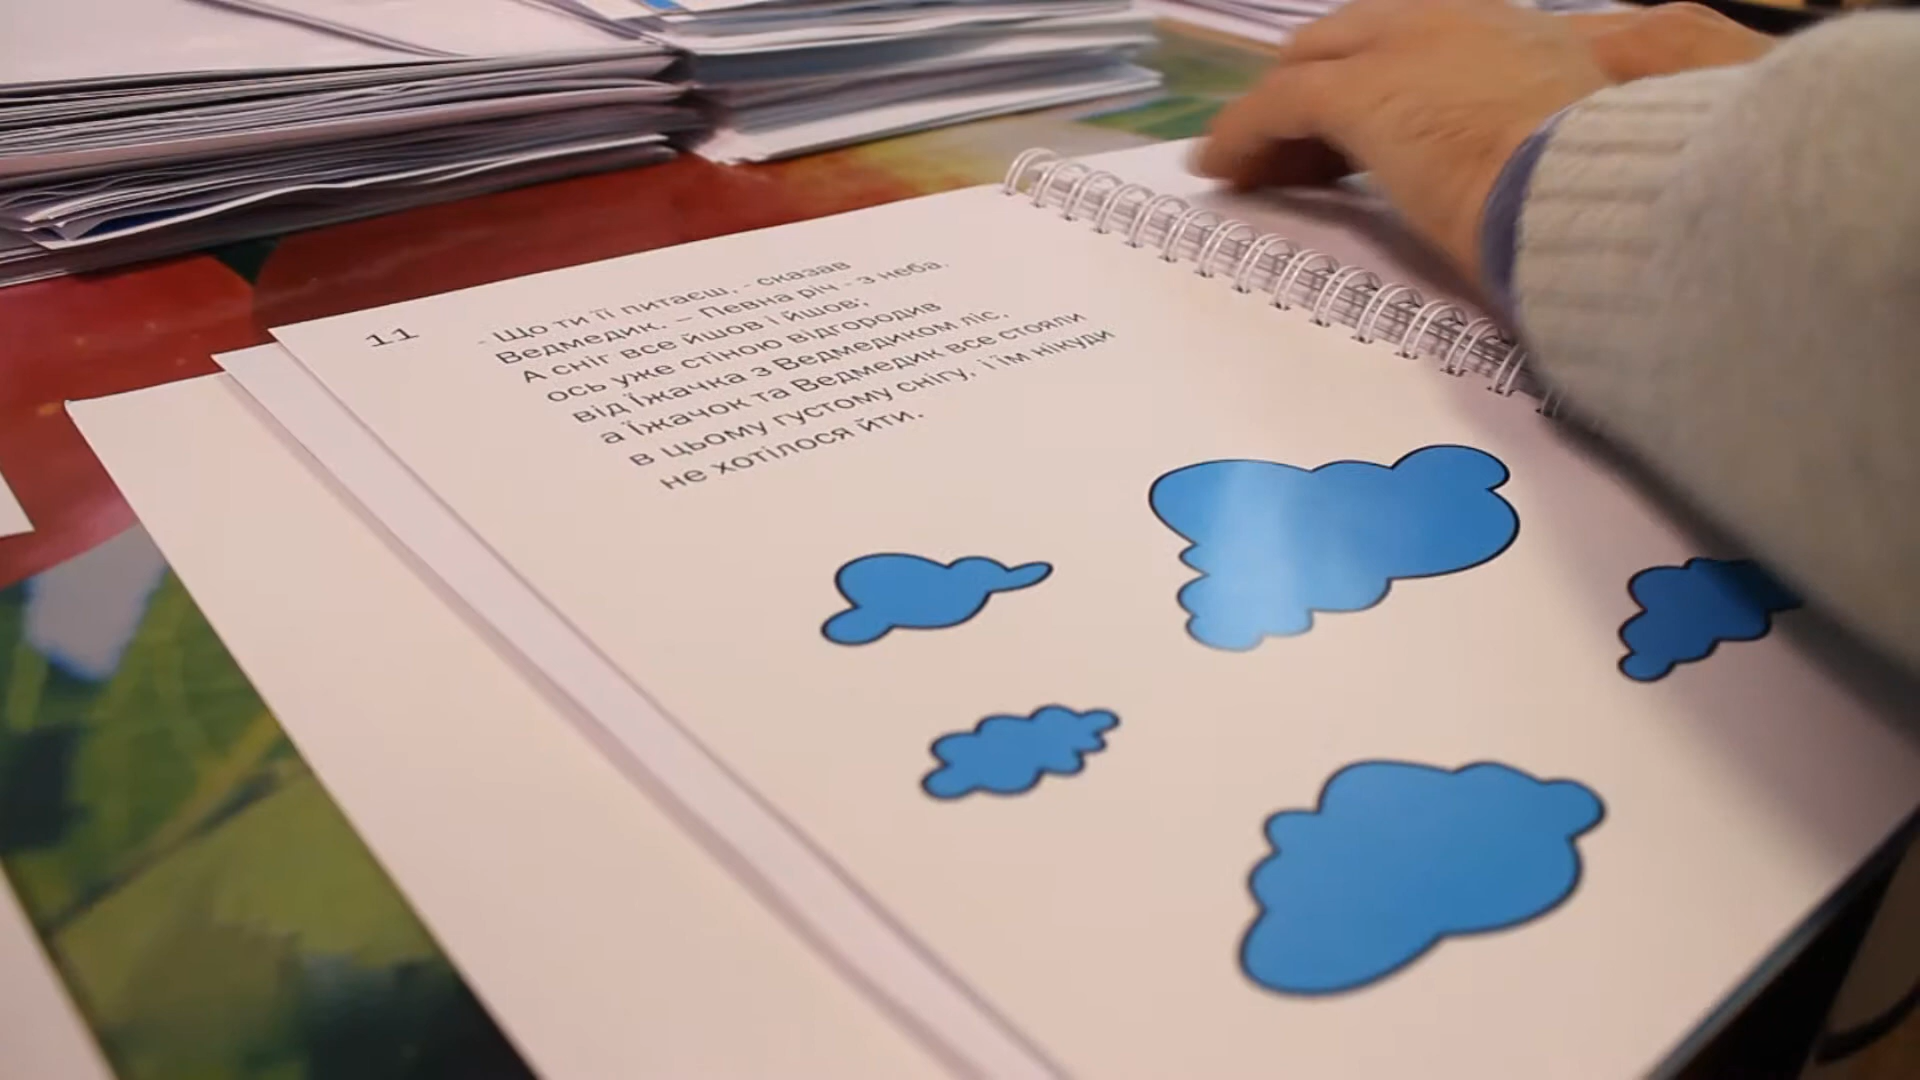 11
- Що ти її питаєш, - сказав
Ведмедик. – Певна річ - з неба.
А сніг все йшов і йшов;
ось уже стіною відгородив
від Їжачка з Ведмедиком ліс,
а Їжачок та Ведмедик все стояли
в цьому густому снігу, і їм нікуди
не хотілося йти.